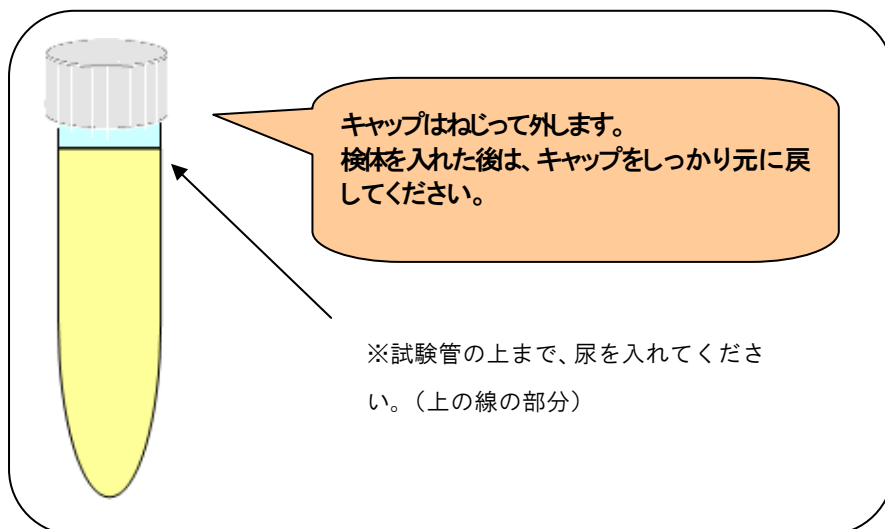 キャップはねじって外します。
検体を入れた後は、キャップをしっかり元に戻
してください。
※試験管の上まで、尿を入れてくださ
い。（上の線の部分）